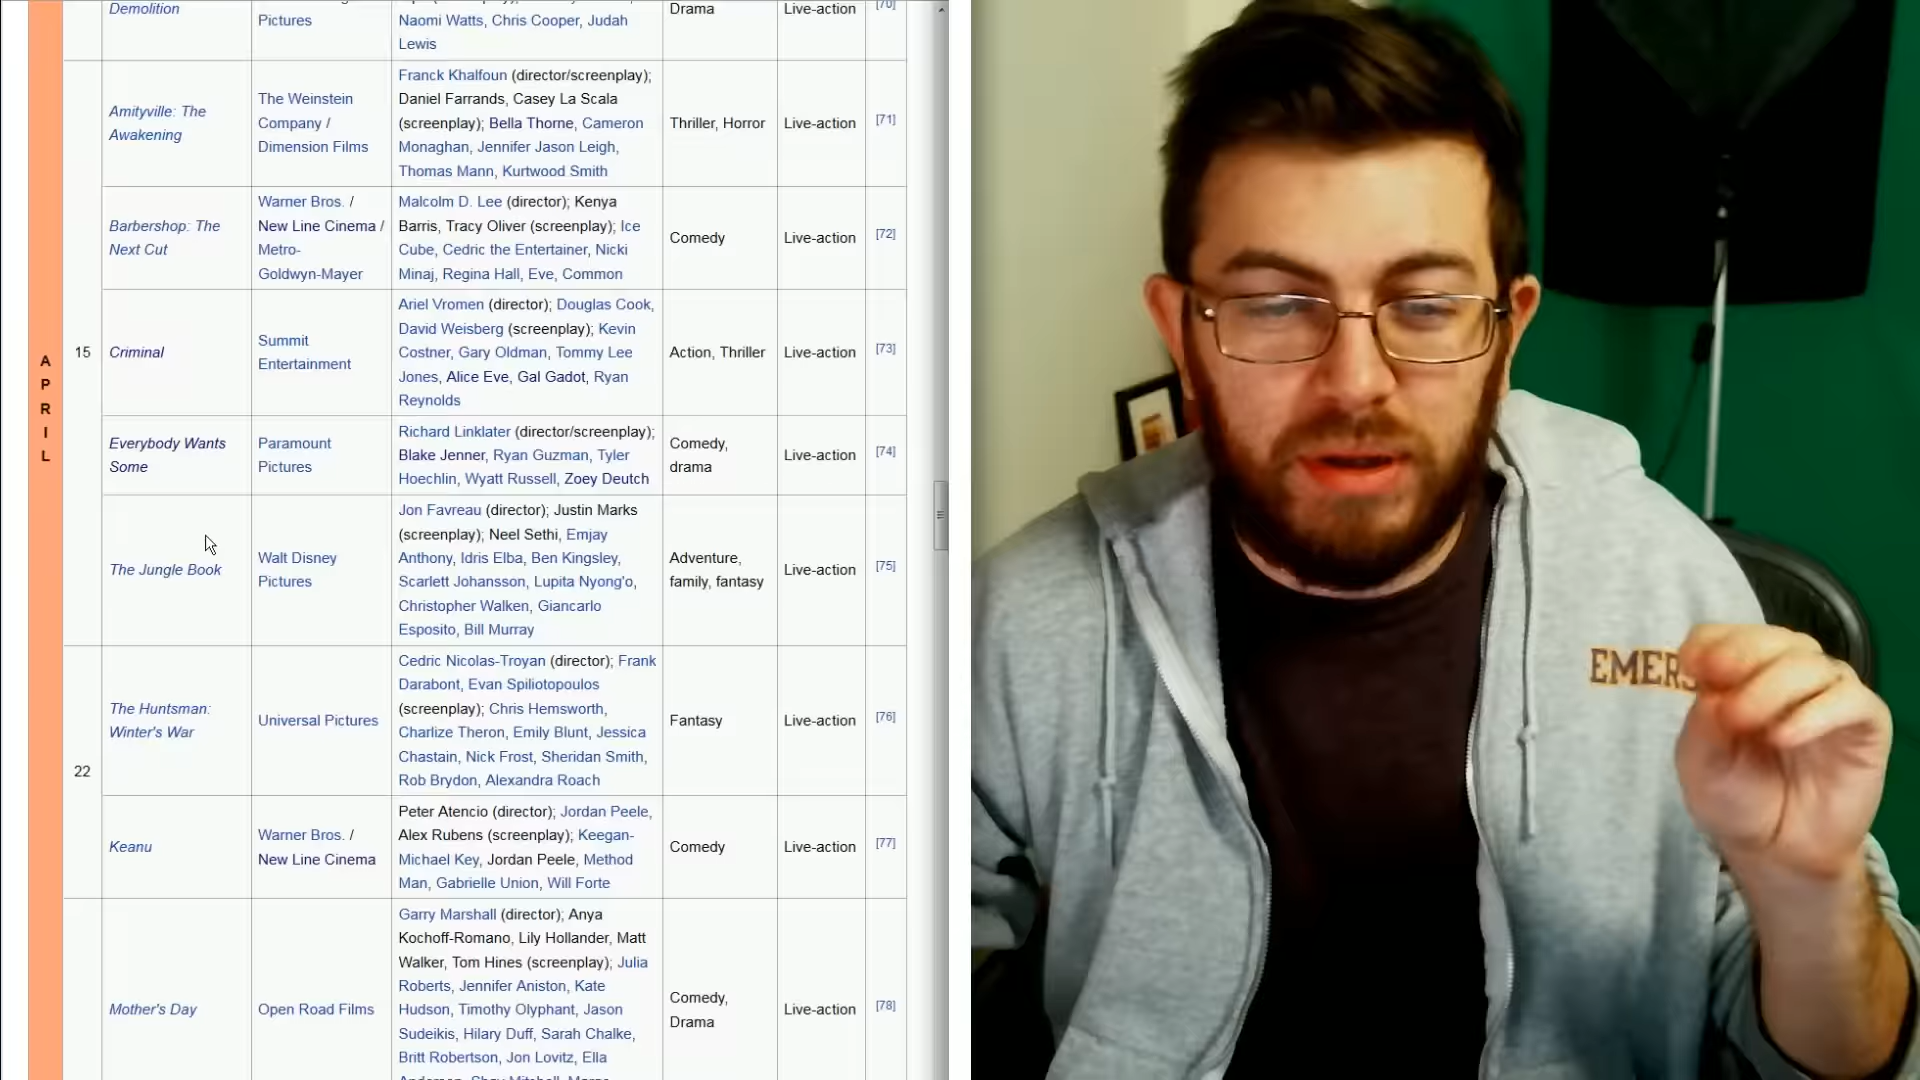 A
P
R
I
L
Demolition
Pictures
Naomi Watts, Chris Cooper, Judah
Lewis
Drama
Live-action
[70]
15
Amityville: The
Awakening
The Weinstein
Company /
Dimension Films
Franck Khalfoun (director/screenplay);
Daniel Farrands, Casey La Scala
(screenplay); Bella Thorne, Cameron
Monaghan, Jennifer Jason Leigh,
Thomas Mann, Kurtwood Smith
Thriller, Horror
Live-action
[71]
Barbershop: The
Next Cut
Warner Bros. /
New Line Cinema /
Metro-
Goldwyn-Mayer
Malcolm D. Lee (director); Kenya
Barris, Tracy Oliver (screenplay); Ice
Cube, Cedric the Entertainer, Nicki
Minaj, Regina Hall, Eve, Common
Comedy
Live-action
[72]
Criminal
Summit
Entertainment
Ariel Vromen (director); Douglas Cook,
David Weisberg (screenplay); Kevin
Costner, Gary Oldman, Tommy Lee
Jones, Alice Eve, Gal Gadot, Ryan
Reynolds
Action, Thriller
Live-action
[73]
Everybody Wants
Some
Paramount
Pictures
Richard Linklater (director/screenplay);
Blake Jenner, Ryan Guzman, Tyler
Hoechlin, Wyatt Russell, Zoey Deutch
Comedy,
drama
Live-action
[74]
The Jungle Book
Walt Disney
Pictures
Jon Favreau (director); Justin Marks
(screenplay); Neel Sethi, Emjay
Anthony, Idris Elba, Ben Kingsley,
Scarlett Johansson, Lupita Nyong'o,
Christopher Walken, Giancarlo
Esposito, Bill Murray
Adventure,
family, fantasy
Live-action
[75]
22
The Huntsman:
Winter's War
Universal Pictures
Cedric Nicolas-Troyan (director); Frank
Darabont, Evan Spiliotopoulos
(screenplay); Chris Hemsworth,
Charlize Theron, Emily Blunt, Jessica
Chastain, Nick Frost, Sheridan Smith,
Rob Brydon, Alexandra Roach
Fantasy
Live-action
[76]
Keanu
Warner Bros. /
New Line Cinema
Peter Atencio (director); Jordan Peele,
Alex Rubens (screenplay); Keegan-
Michael Key, Jordan Peele, Method
Man, Gabrielle Union, Will Forte
Comedy
Live-action
[77]
Mother's Day
Open Road Films
Garry Marshall (director); Anya
Kochoff-Romano, Lily Hollander, Matt
Walker, Tom Hines (screenplay); Julia
Roberts, Jennifer Aniston, Kate
Hudson, Timothy Olyphant, Jason
Sudeikis, Hilary Duff, Sarah Chalke,
Britt Robertson, Jon Lovitz, Ella
Comedy,
Drama
Live-action
[78]
EMERS